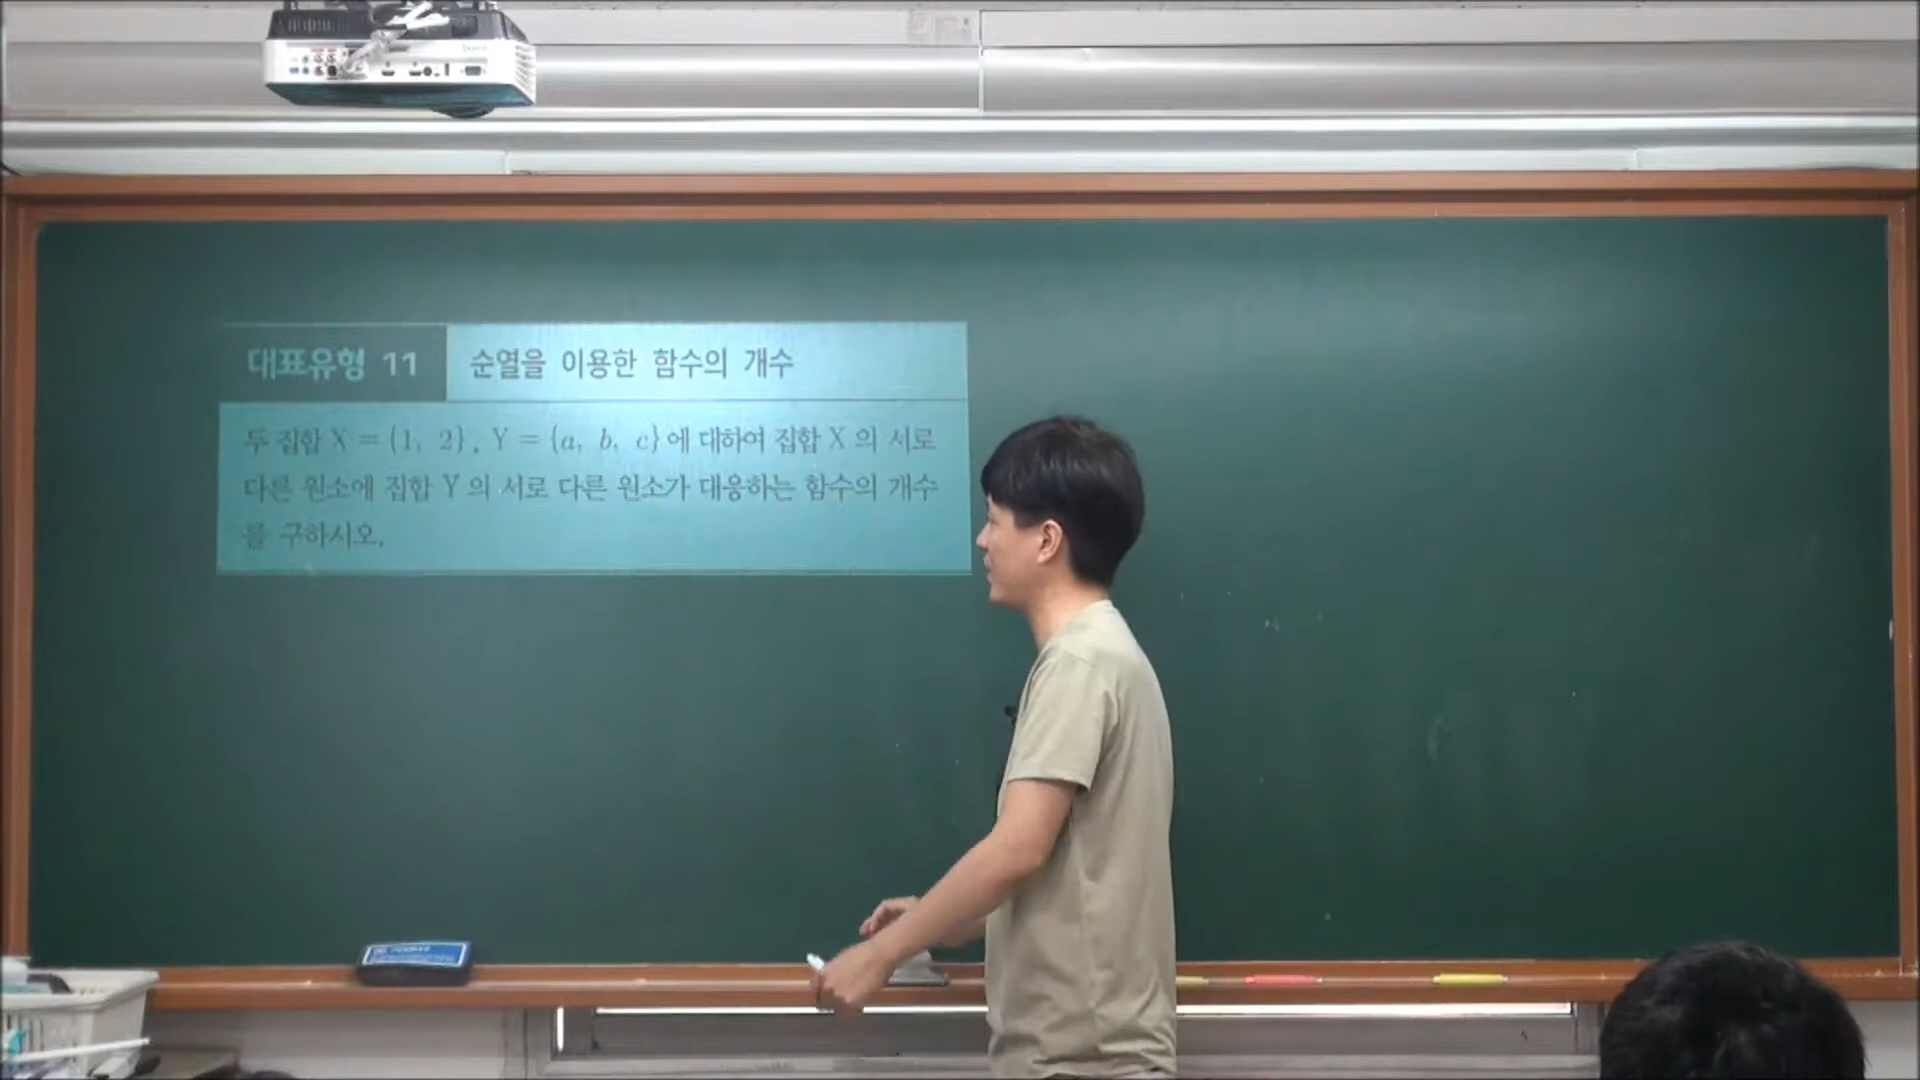 대표유형 11
순열을 이용한 함수의 개수
두 집합 X = {1, 2}, Y = {a, b, c}에 대하여 집합 X의 서로
다른 원소에 집합 Y의 서로 다른 원소가 대응하는 함수의 개수
를 구하시오.